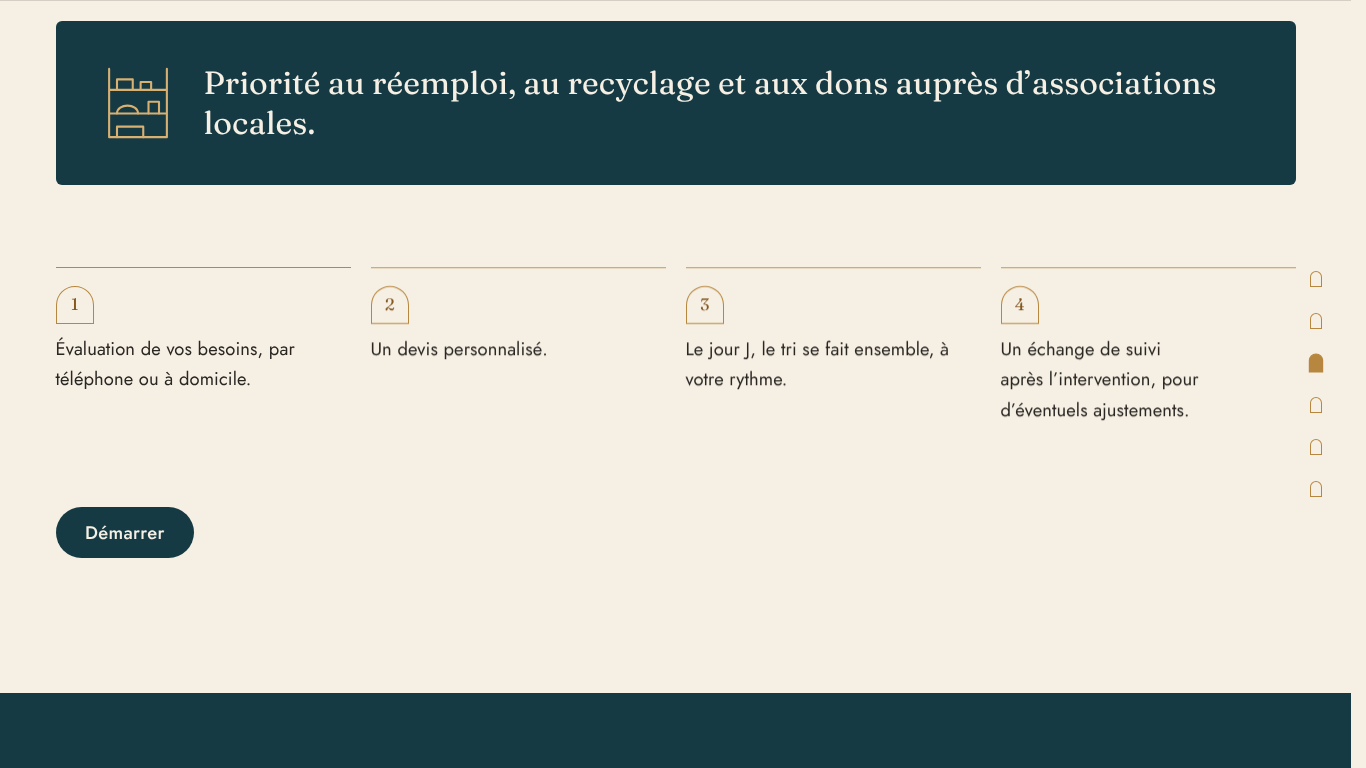 Priorité au réemploi, au recyclage et aux dons auprès d’associations
locales.
1
Évaluation de vos besoins, par
téléphone ou à domicile.
2
Un devis personnalisé.
3
Le jour J, le tri se fait ensemble, à
votre rythme.
4
Un échange de suivi
après l’intervention, pour
d’éventuels ajustements.
Démarrer